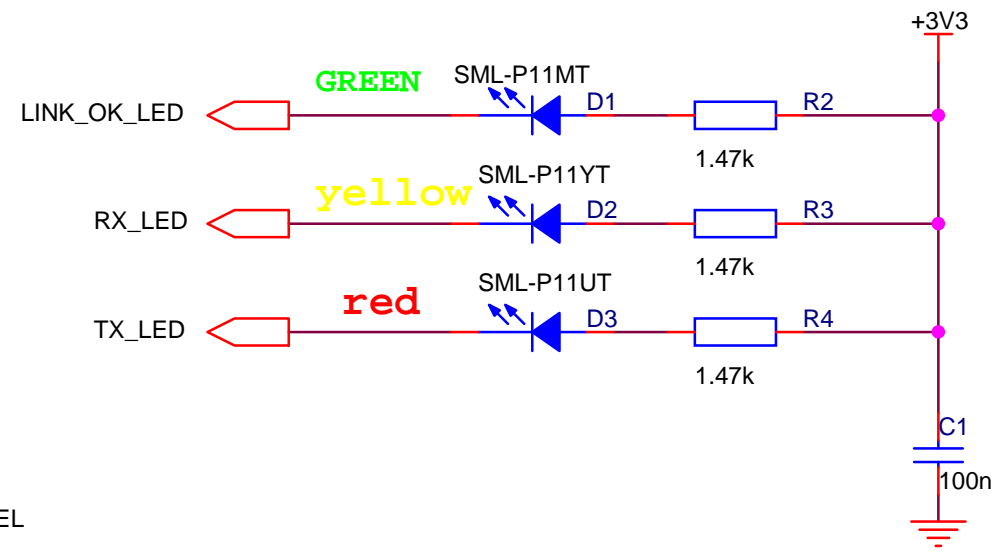 +3V3
GREEN
SML-P11MT
LINK_OK_LED
D1
R2
1.47k
yellow
SML-P11YT
RX_LED
D2
R3
1.47k
red
SML-P11UT
TX_LED
D3
R4
1.47k
C1
100n
EL